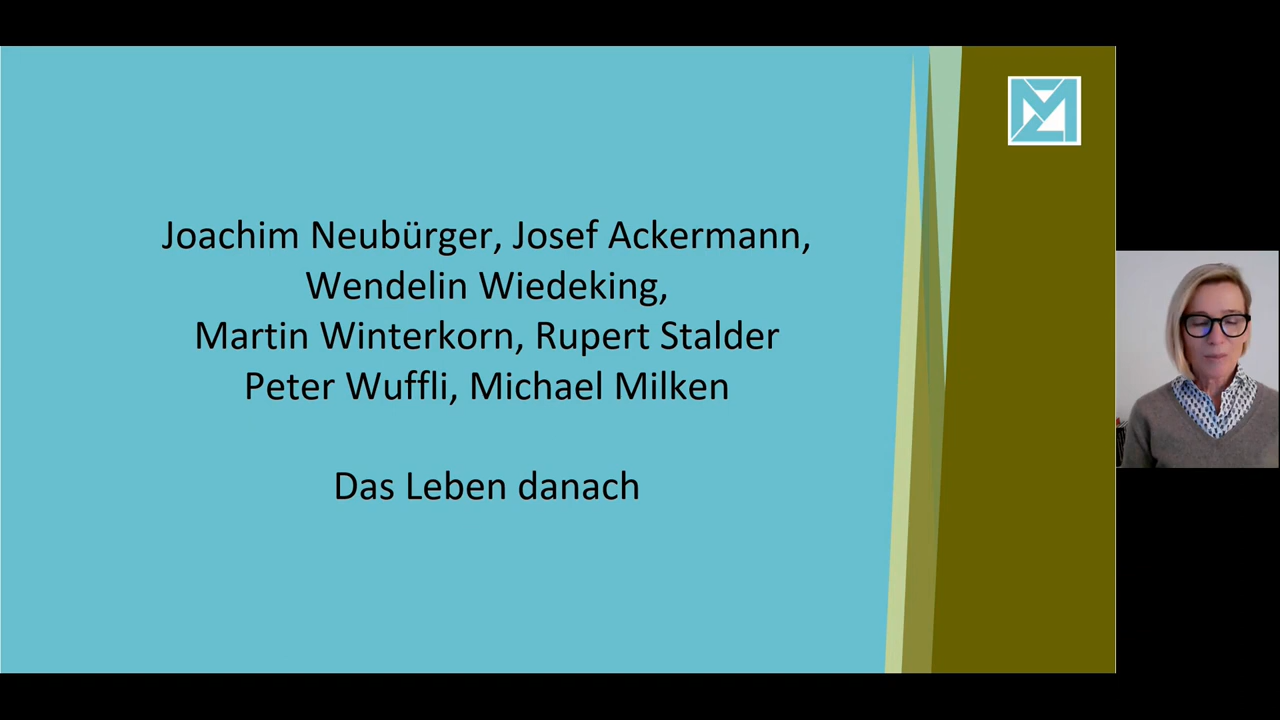 Joachim Neubürger, Josef Ackermann,
Wendelin Wiedeking,
Martin Winterkorn, Rupert Stalder
Peter Wuffli, Michael Milken
Das Leben danach